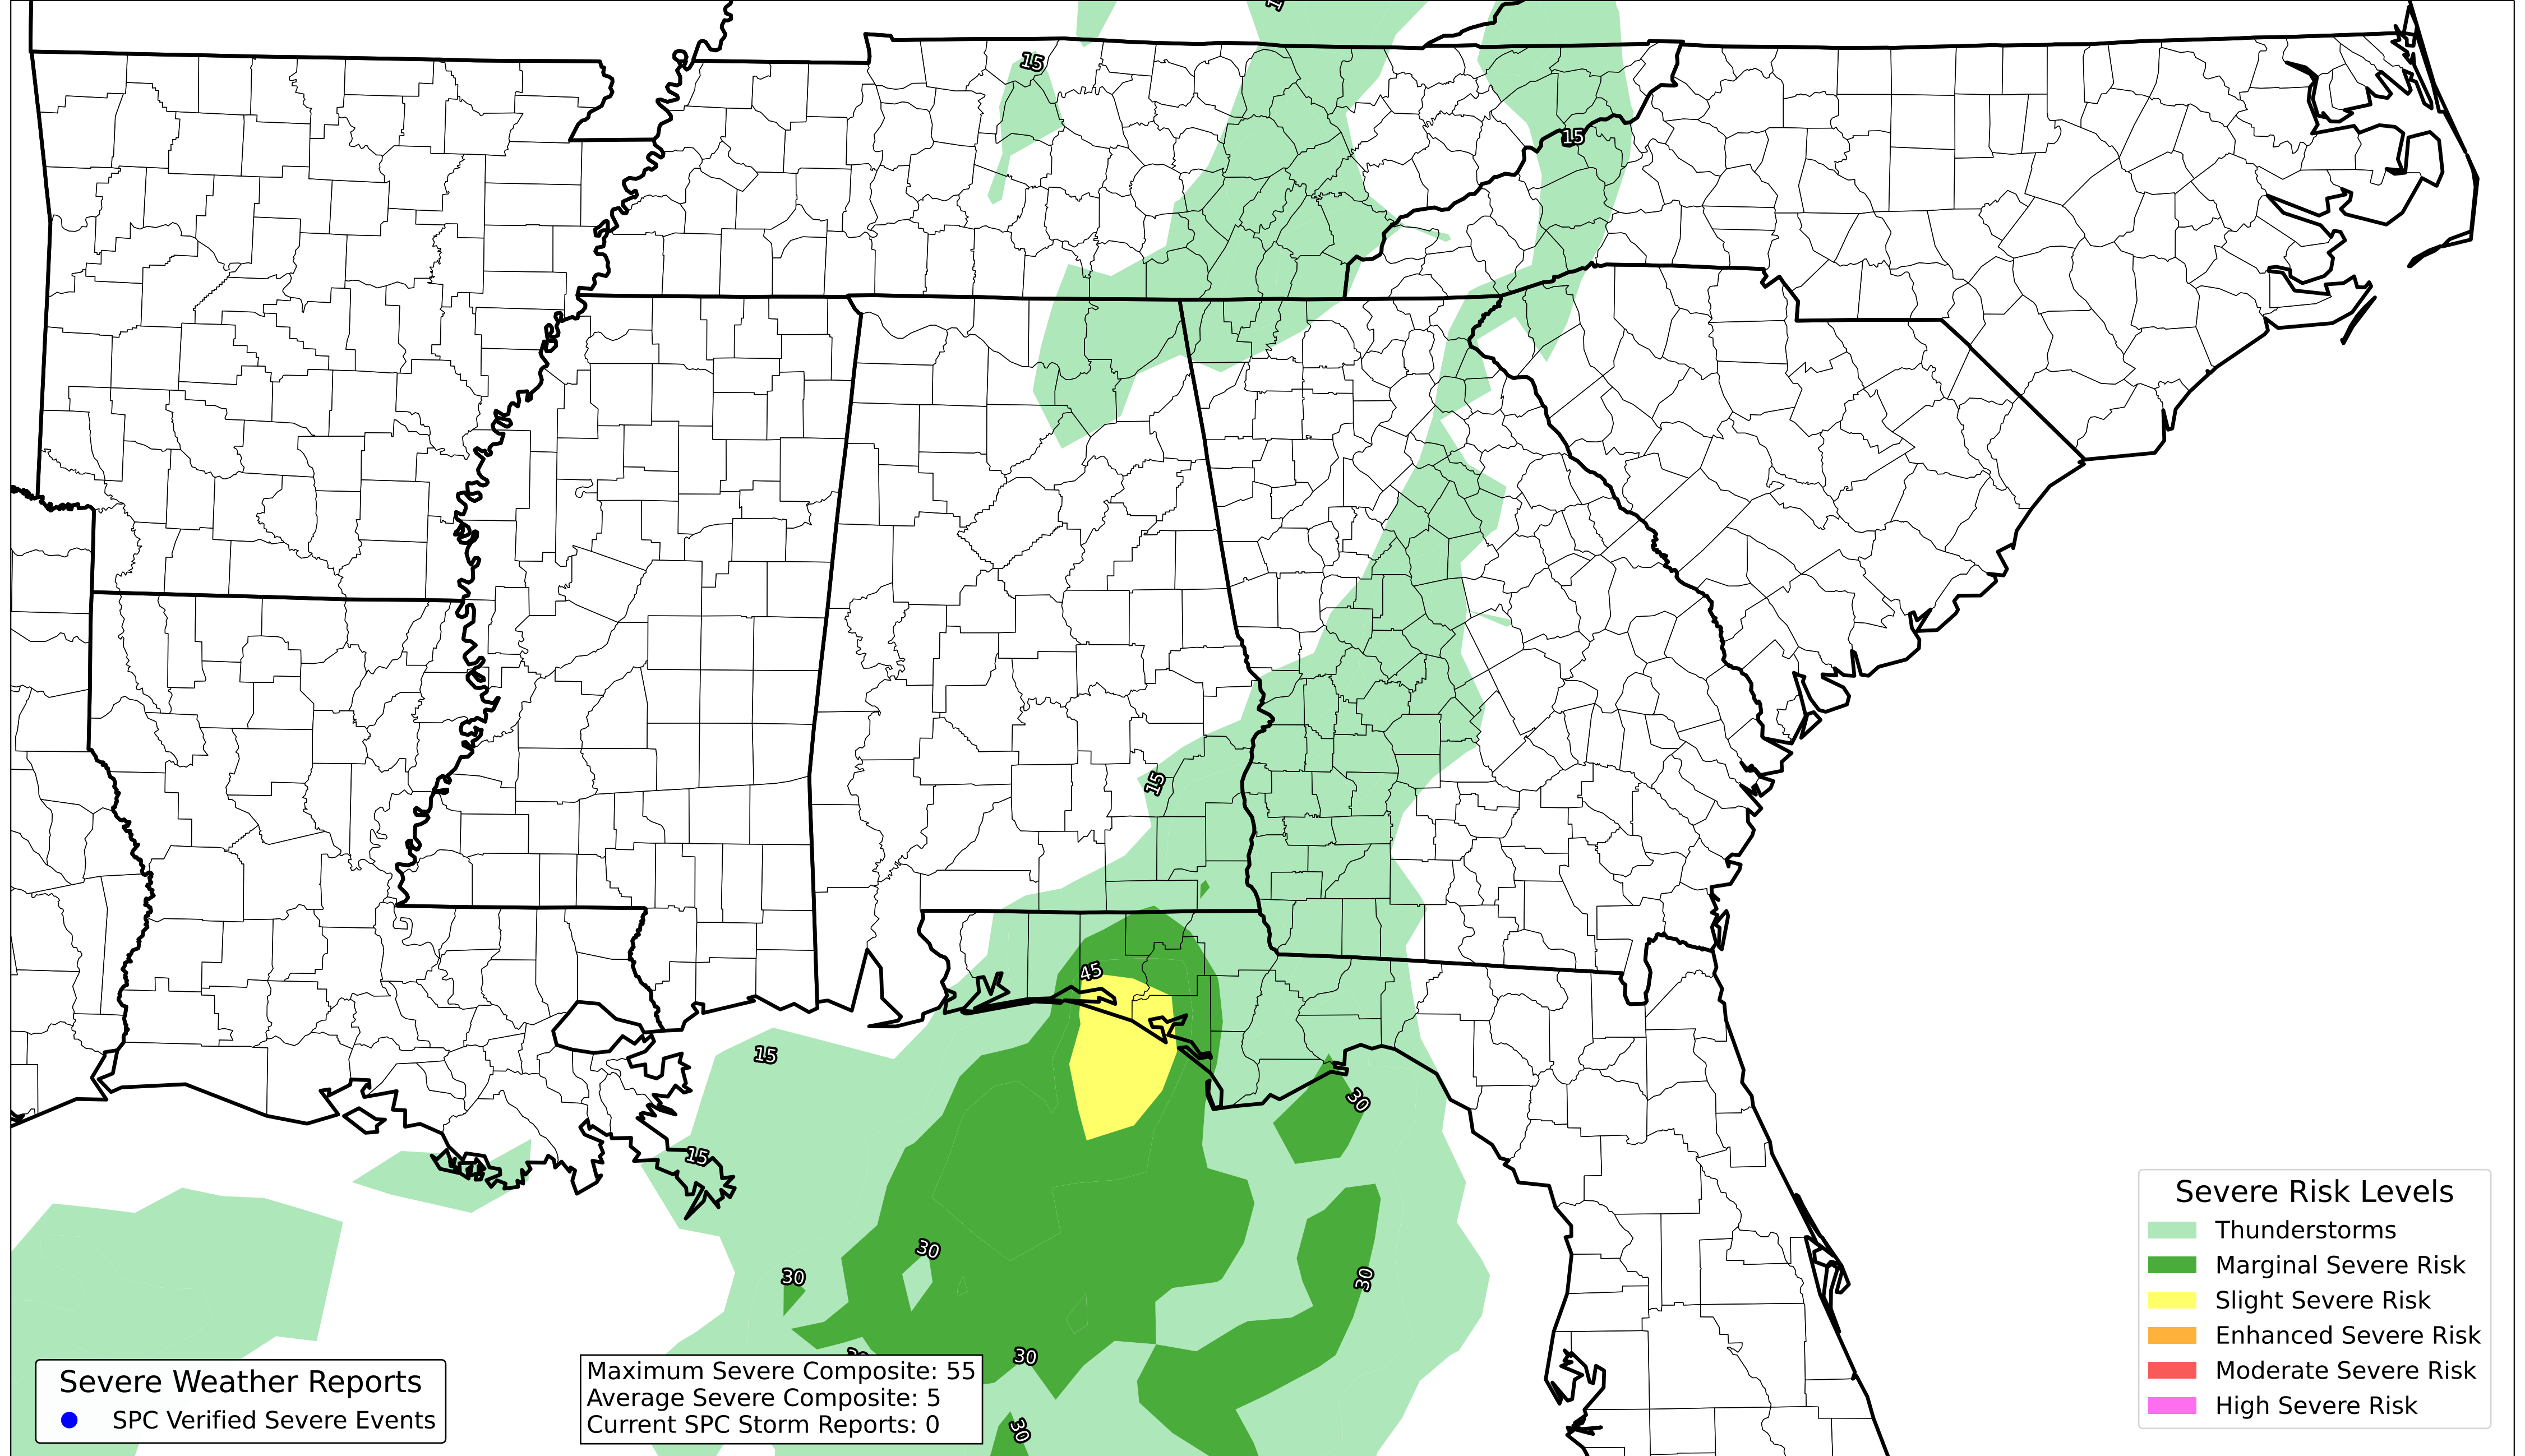 15
15
15
45
15
30
15
30
30
30
30
30
Severe Weather Reports
SPC Verified Severe Events
Maximum Severe Composite: 55
Average Severe Composite: 5
Current SPC Storm Reports: 0
Severe Risk Levels
Thunderstorms
Marginal Severe Risk
Slight Severe Risk
Enhanced Severe Risk
Moderate Severe Risk
High Severe Risk